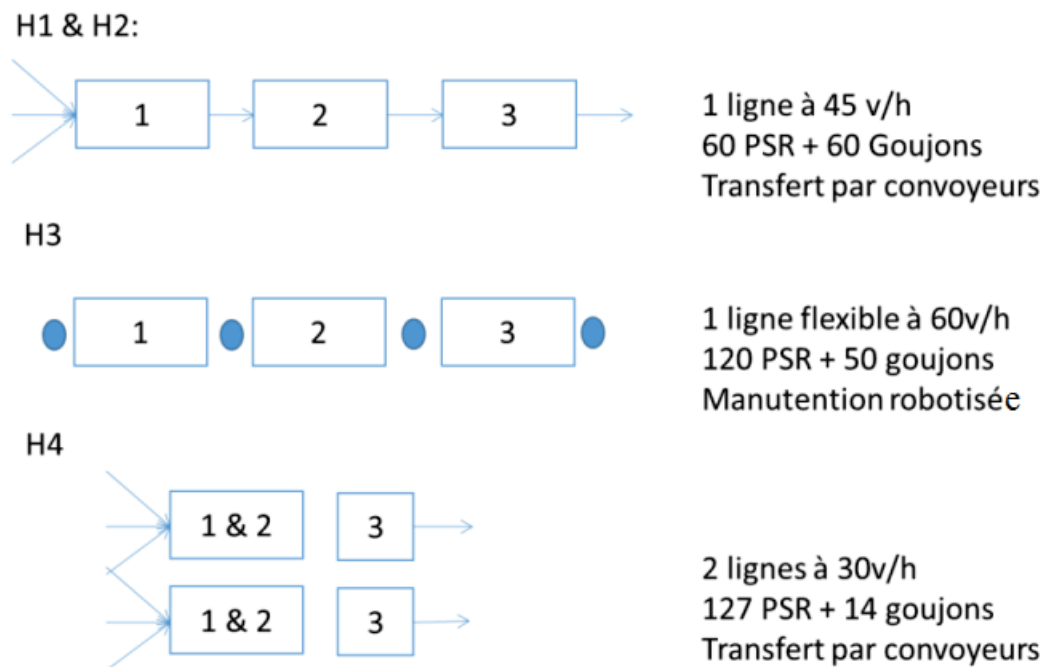 H1 & H2:
1
2
3
1 ligne à 45 v/h
60 PSR + 60 Goujons
Transfert par convoyeurs
H3
1
2
3
1 ligne flexible à 60v/h
120 PSR + 50 goujons
Manutention robotisée
H4
1 & 2
3
1 & 2
3
2 lignes à 30v/h
127 PSR + 14 goujons
Transfert par convoyeurs